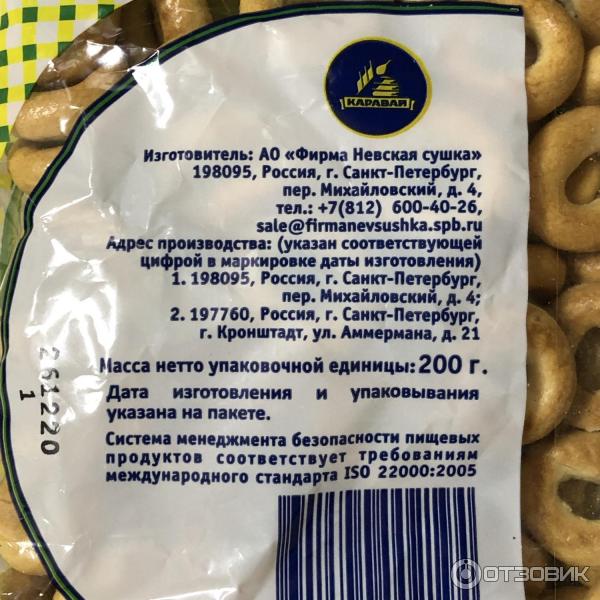 КАРАВАЙ
Изготовитель: АО «Фирма Невская сушка»
198095, Россия, г. Санкт-Петербург,
пер. Михайловский, д. 4,
тел.: +7(812) 600-40-26,
sale@firmanevsushka.spb.ru
Адрес производства: (указан соответствующей
цифрой в маркировке даты изготовления)
1. 198095, Россия, г. Санкт-Петербург,
пер. Михайловский, д. 4;
2. 197760, Россия, г. Санкт-Петербург,
г. Кронштадт, ул. Аммермана, д. 21
Масса нетто упаковочной единицы: 200 г.
Дата изготовления и упаковывания
указана на пакете.
Система менеджмента безопасности пищевых
продуктов соответствует требованиям
международного стандарта ISO 22000:2005
261220
1
ОТЗОВИК